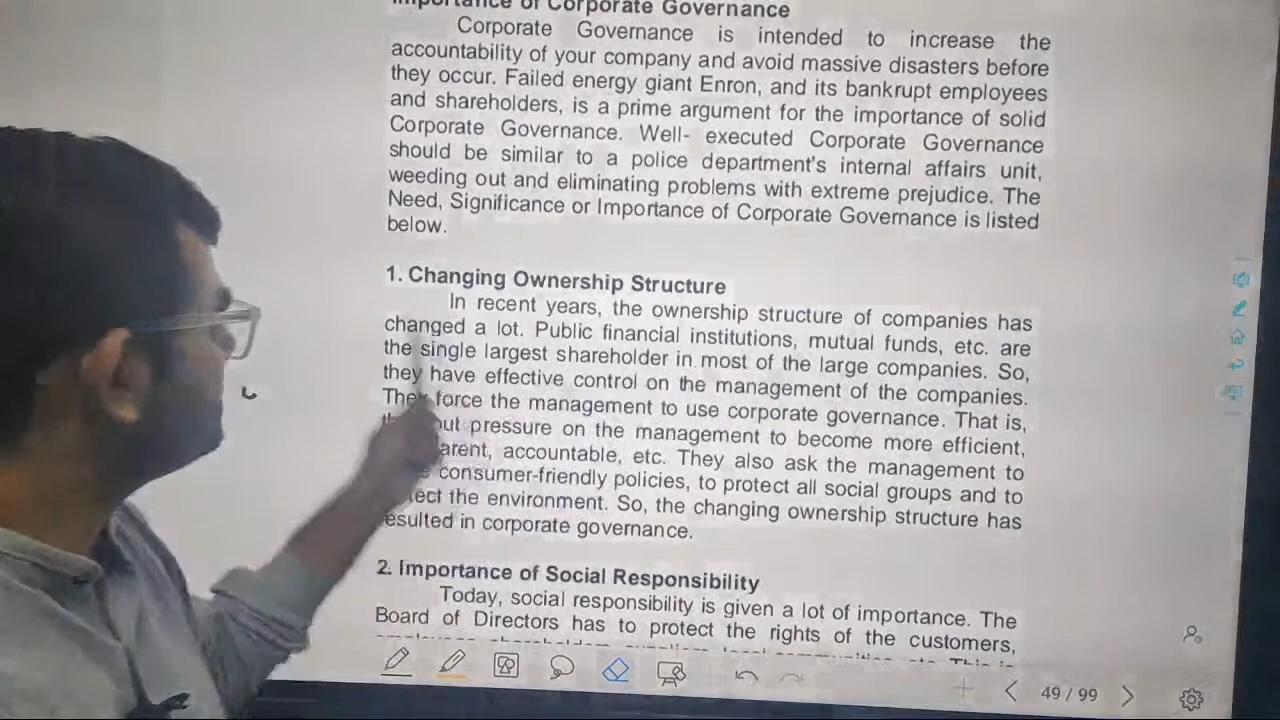 Importance of Corporate Governance
Corporate Governance is intended to increase the
accountability of your company and avoid massive disasters before
they occur. Failed energy giant Enron, and its bankrupt employees
and shareholders, is a prime argument for the importance of solid
Corporate Governance. Well- executed Corporate Governance
should be similar to a police department's internal affairs unit,
weeding out and eliminating problems with extreme prejudice. The
Need, Significance or Importance of Corporate Governance is listed
below.
1. Changing Ownership Structure
In recent years, the ownership structure of companies has
changed a lot. Public financial institutions, mutual funds, etc. are
the single largest shareholder in most of the large companies. So,
they have effective control on the management of the companies.
They force the management to use corporate governance. That is,
pressure on the management to become more efficient,
accountable, etc. They also ask the management to
consumer-friendly policies, to protect all social groups and to
the environment. So, the changing ownership structure has
esulted in corporate governance.
2. Importance of Social Responsibility
Today, social responsibility is given a lot of importance. The
Board of Directors has to protect the rights of the customers,
49 / 99